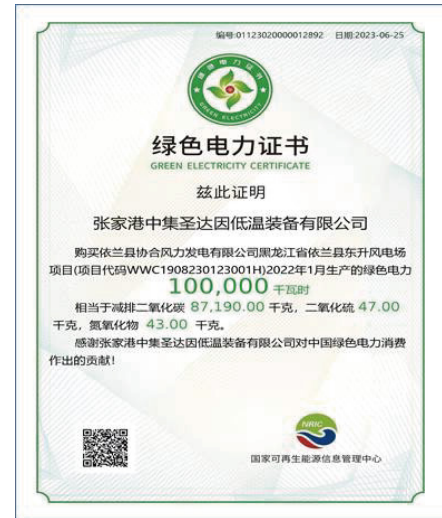 编号:01123020000012892 日期:2023-06-25
绿色电力证书
GREEN ELECTRICITY
绿色电力证书
GREEN ELECTRICITY CERTIFICATE
兹此证明
张家港中集圣达因低温装备有限公司
购买依兰县协合风力发电有限公司黑龙江省依兰县东升风电场
项目(项目代码WWC1908230123001H)2022年1月生产的绿色电力
100,000 千瓦时
相当于减排二氧化碳 87,190.00 千克，二氧化硫 47.00
千克，氮氧化物 43.00 千克。
感谢张家港中集圣达因低温装备有限公司对中国绿色电力消费
作出的贡献！
NRIC
国家可再生能源信息管理中心